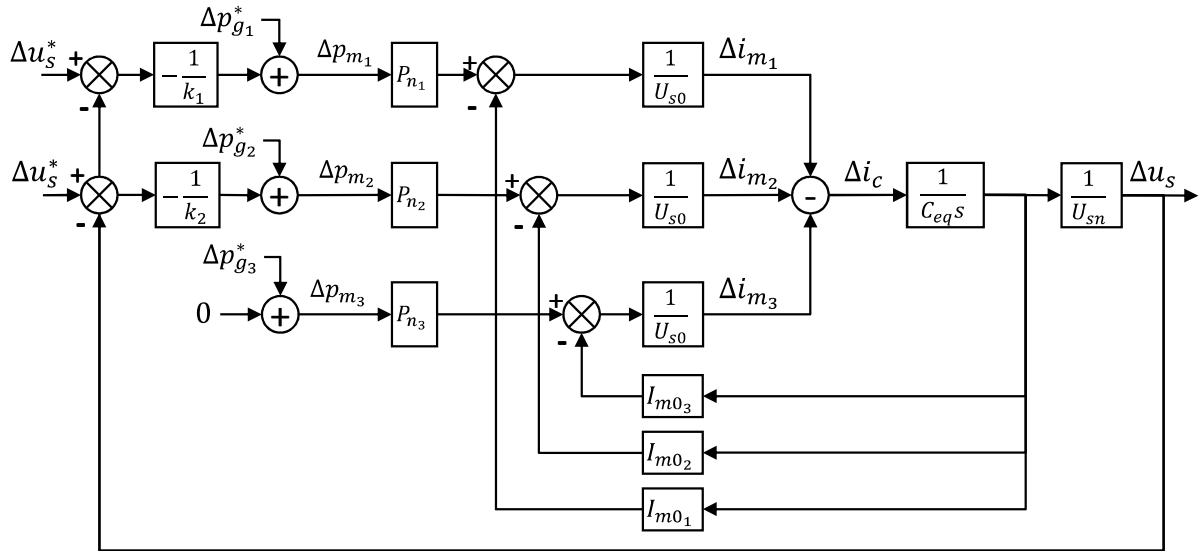 Δp*g₁
Δu*s + - 1/k₁ + Δpm₁ Pn₁ + 1/Us0 Δim₁
- -
Δp*g₂
Δu*s + - 1/k₂ + Δpm₂ Pn₂ + 1/Us0 Δim₂ - Δic 1/Ceqs 1/Usn Δus
- -
Δp*g₃
0 + Δpm₃ Pn₃ + 1/Us0 Δim₃
-
Im0₃
Im0₂
Im0₁